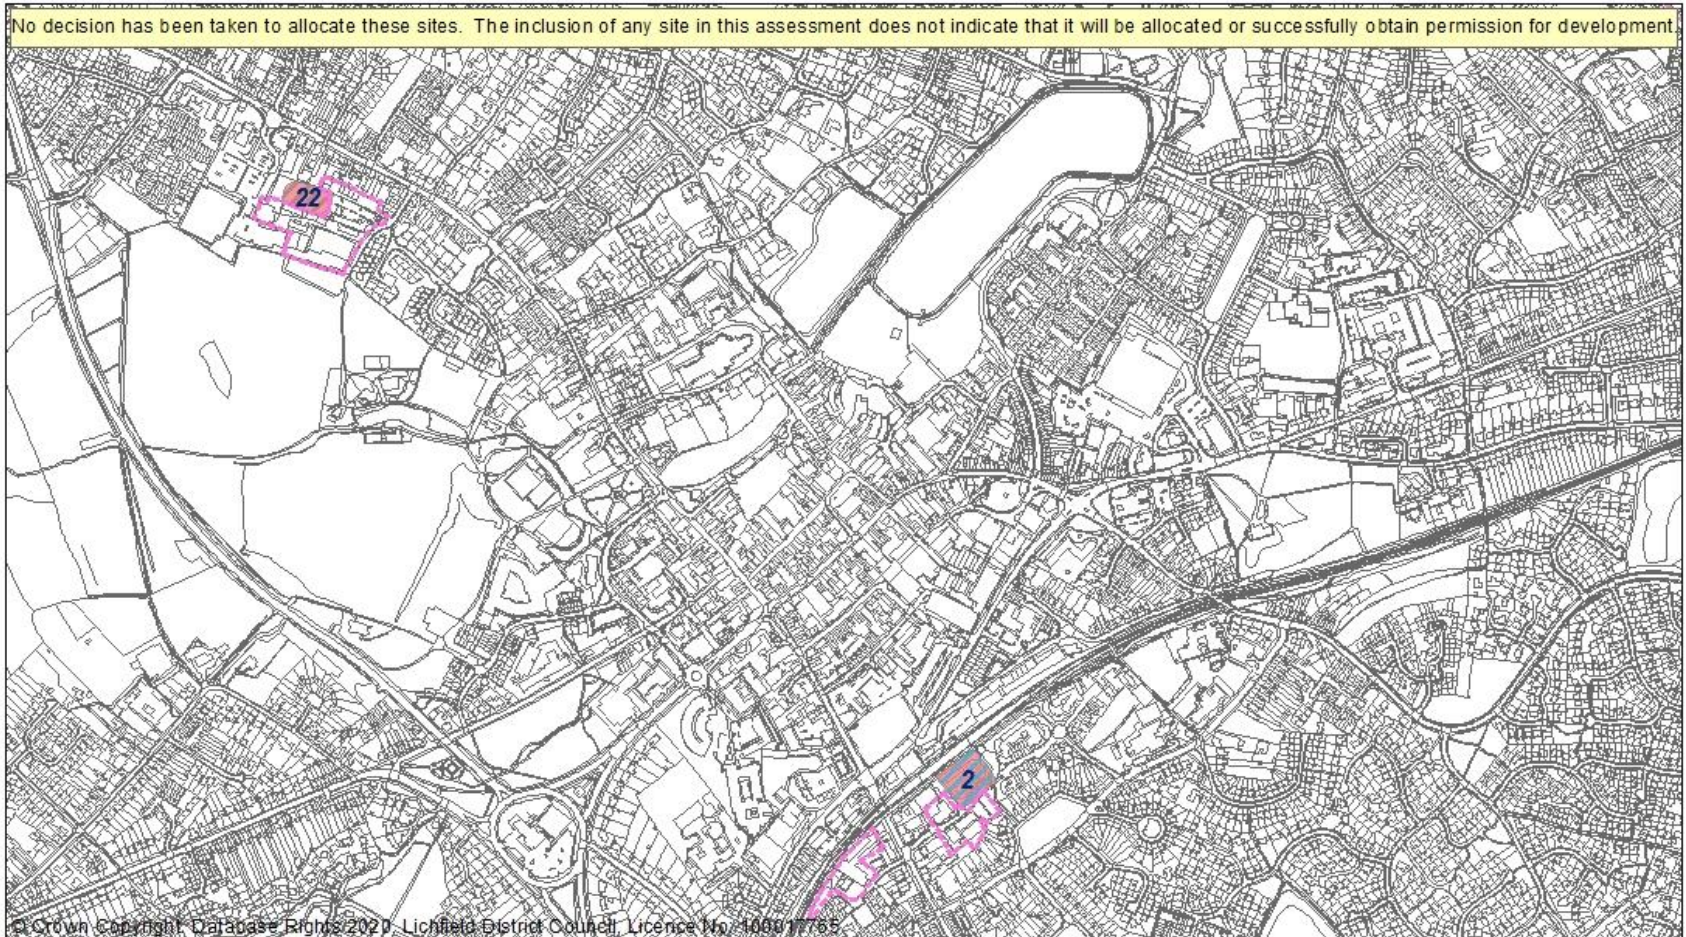 No decision has been taken to allocate these sites. The inclusion of any site in this assessment does not indicate that it will be allocated or successfully obtain permission for development.
22
2
© Crown Copyright: Database Rights 2020. Lichfield District Council, Licence No: 100017765